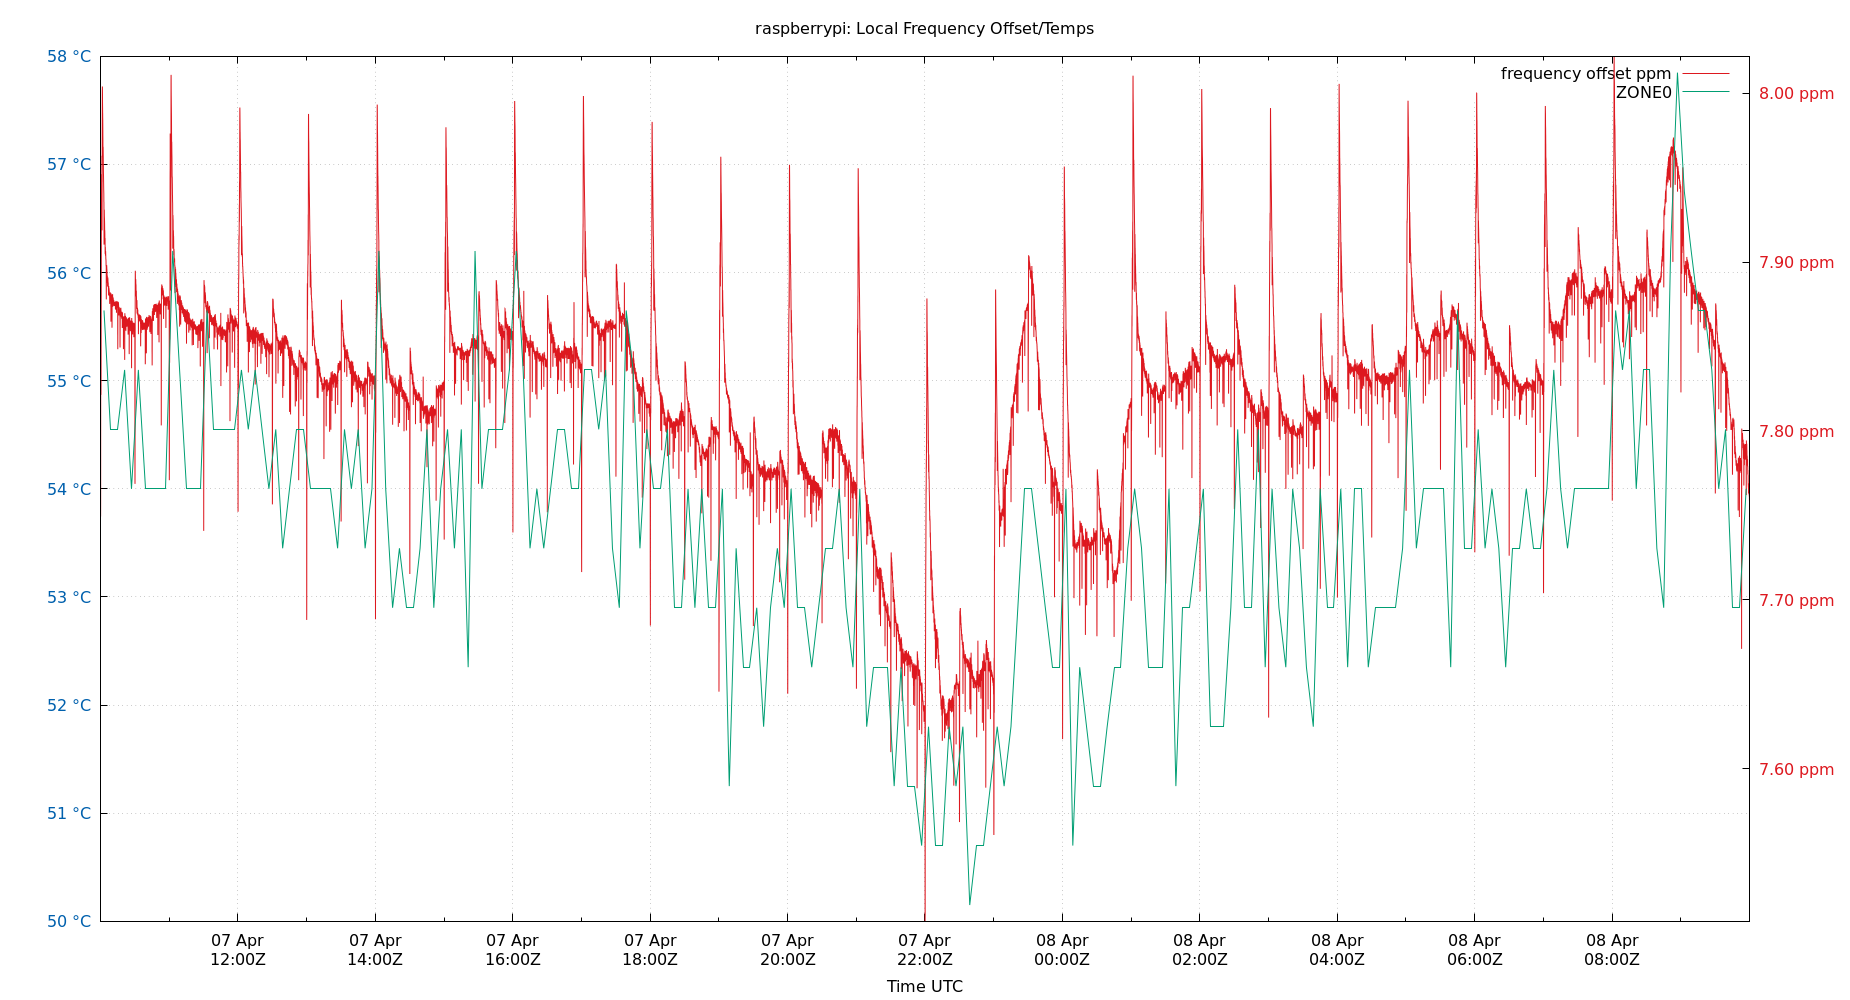 raspberrypi: Local Frequency Offset/Temps
frequency offset ppm
ZONE0
58 °C
57 °C
56 °C
55 °C
54 °C
53 °C
52 °C
51 °C
50 °C
8.00 ppm
7.90 ppm
7.80 ppm
7.70 ppm
7.60 ppm
07 Apr
12:00Z
07 Apr
14:00Z
07 Apr
16:00Z
07 Apr
18:00Z
07 Apr
20:00Z
07 Apr
22:00Z
08 Apr
00:00Z
08 Apr
02:00Z
08 Apr
04:00Z
08 Apr
06:00Z
08 Apr
08:00Z
Time UTC